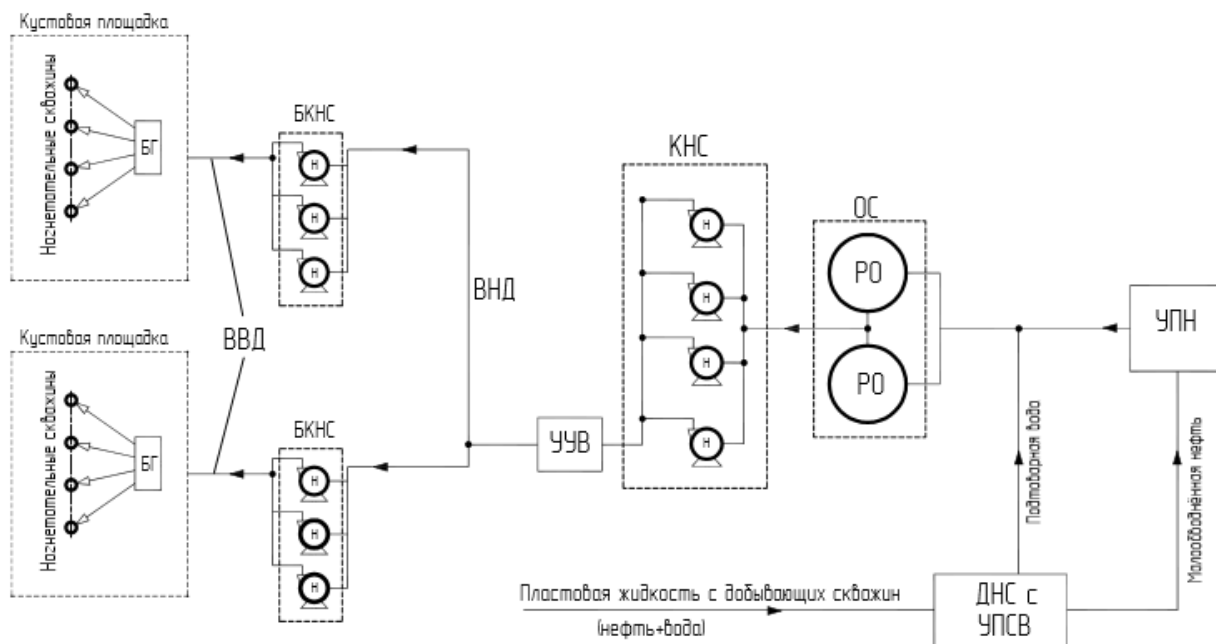 Кустовая площадка
Нагнетательные скважины
БГ
БКНС
Н
Н
Н
ВВД
ВНД
Кустовая площадка
Нагнетательные скважины
БГ
БКНС
Н
Н
Н
УУВ
КНС
Н
Н
Н
Н
ОС
РО
РО
УПН
Подтоварная вода
Малообводнённая нефть
Пластовая жидкость с добывающих скважин
(нефть+вода)
ДНС с
УПСВ